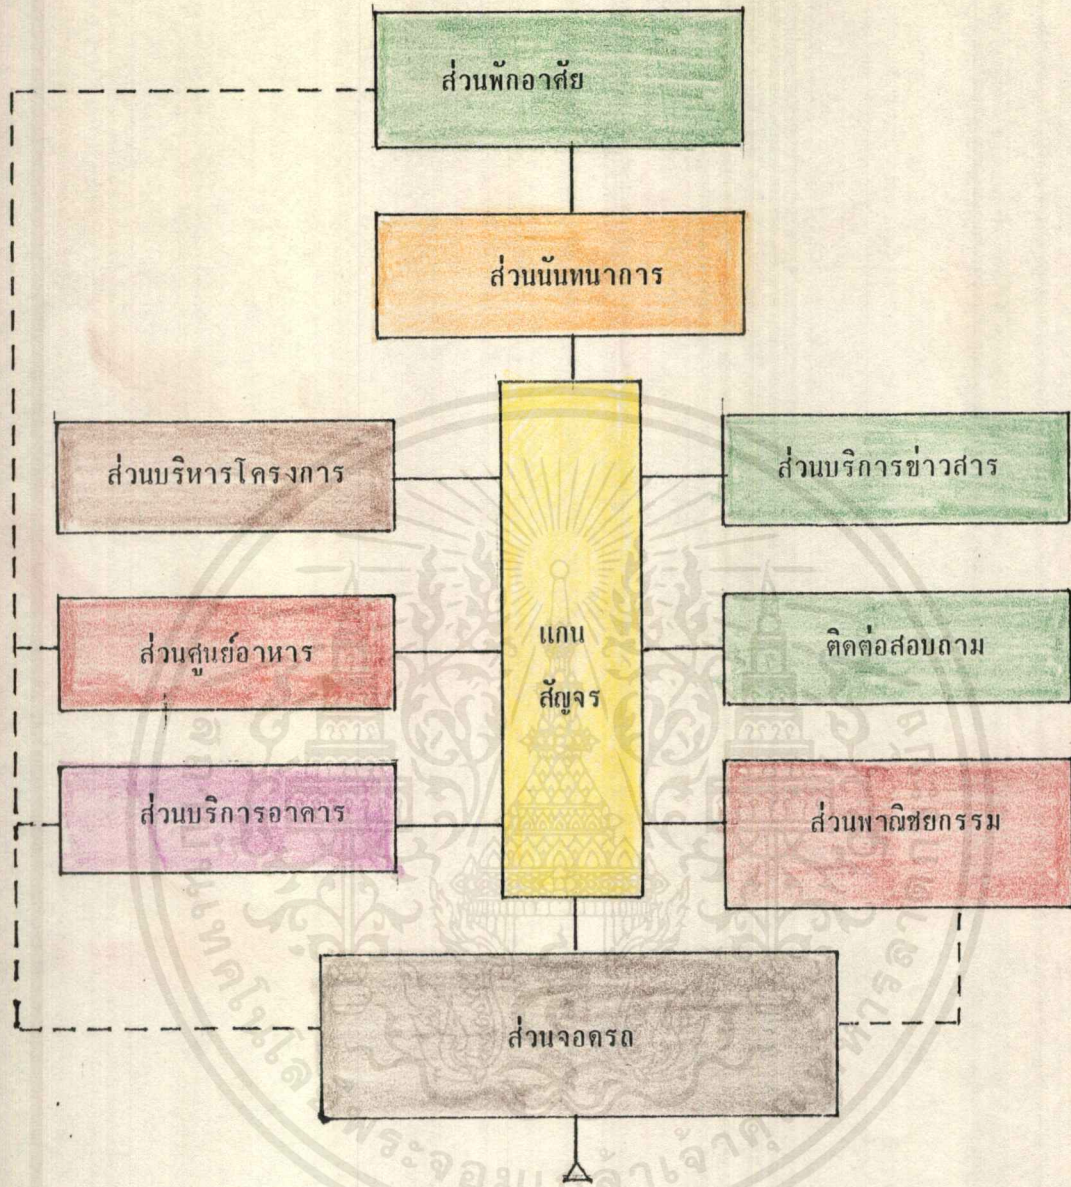 ส่วนพักอาศัย
ส่วนนันทนาการ
ส่วนบริหารโครงการ
ส่วนบริการข่าวสาร
ส่วนศูนย์อาหาร
แกน
สัญจร
ติดต่อสอบถาม
ส่วนบริการอาคาร
ส่วนพาณิชยกรรม
ส่วนจอดรถ